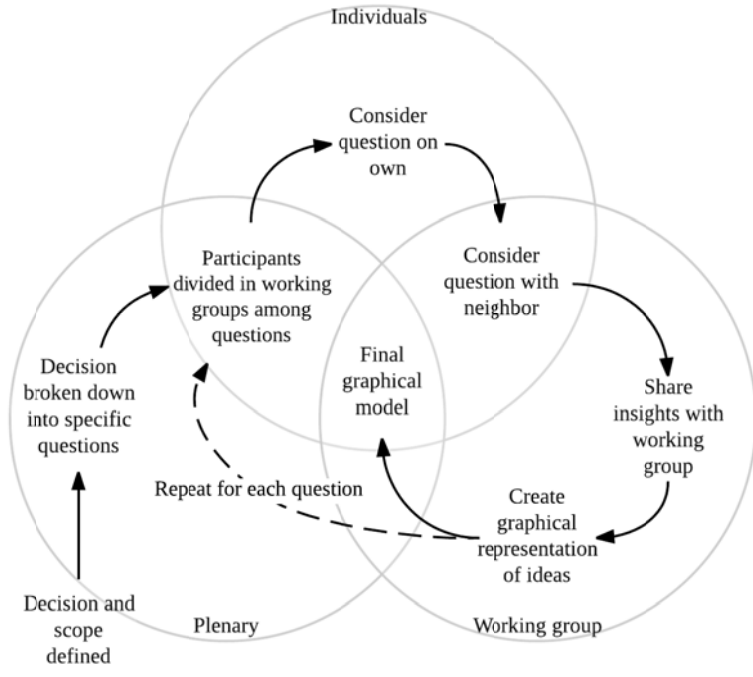 Individuals
Consider
question on
own
Participants
divided in working
groups among
questions
Consider
question with
neighbor
Decision
broken down
into specific
questions
Final
graphical
model
Share
insights with
working
group
Repeat for each question
Create
graphical
representation
of ideas
Decision and
scope
defined
Plenary
Working group